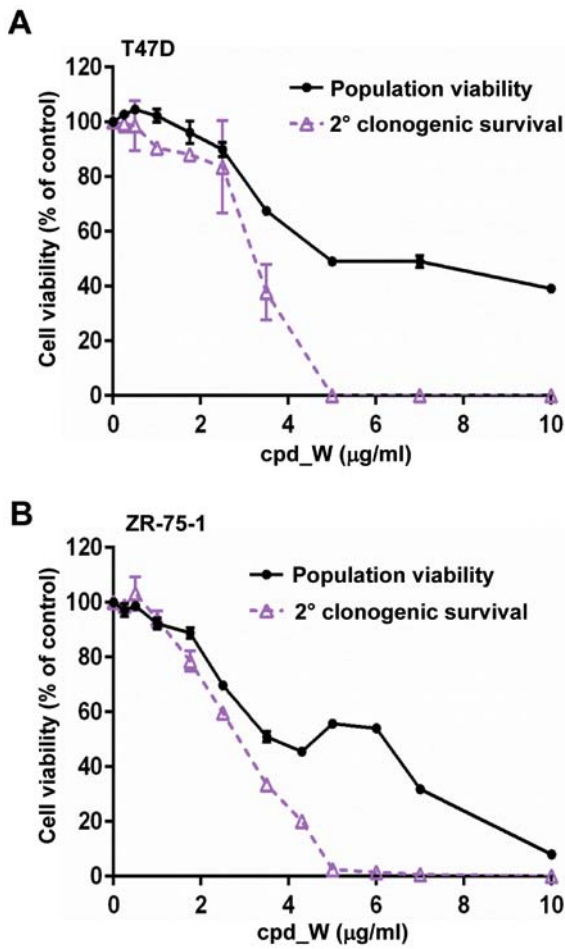 A
T47D
120
Population viability
2° clonogenic survival
100
80
60
40
20
0
Cell viability (% of control)
0 2 4 6 8 10
cpd_W (μg/ml)
B
ZR-75-1
120
Population viability
2° clonogenic survival
100
80
60
40
20
0
Cell viability (% of control)
0 2 4 6 8 10
cpd_W (μg/ml)